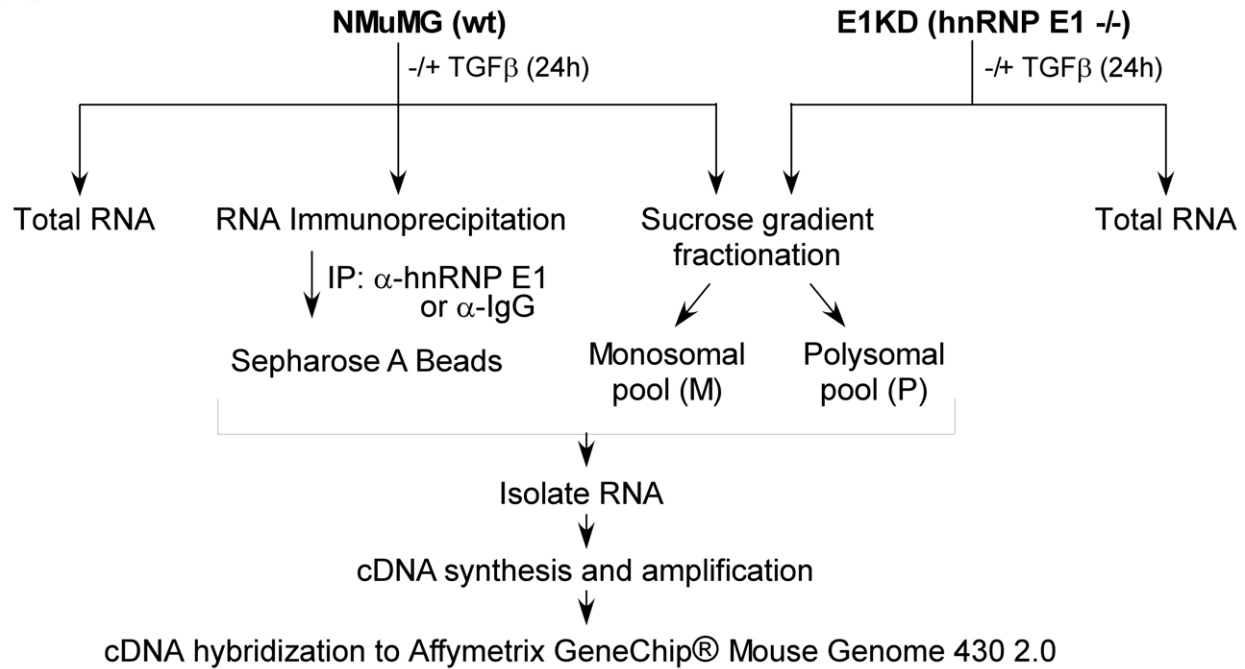 NMuMG (wt)
E1KD (hnRNP E1 -/-)
-/+ TGFβ (24h)
-/+ TGFβ (24h)
Total RNA
RNA Immunoprecipitation
Sucrose gradient
fractionation
Total RNA
IP: α-hnRNP E1
or α-IgG
Sepharose A Beads
Monosomal
pool (M)
Polysomal
pool (P)
Isolate RNA
cDNA synthesis and amplification
cDNA hybridization to Affymetrix GeneChip® Mouse Genome 430 2.0